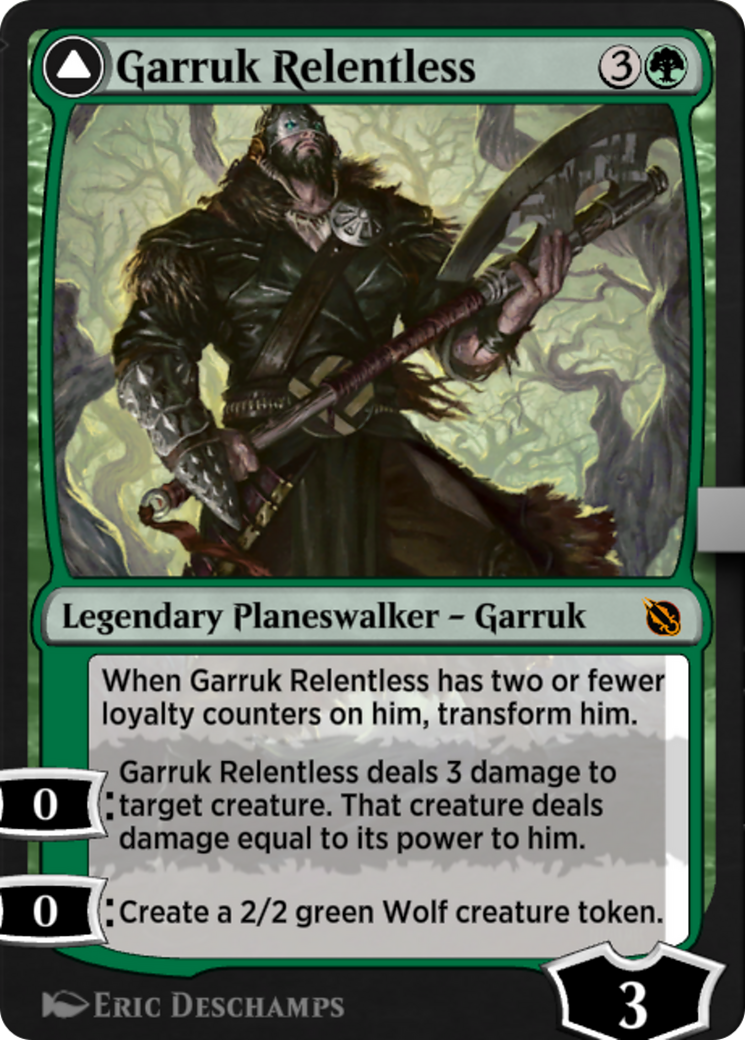 Garruk Relentless 3
Legendary Planeswalker – Garruk
When Garruk Relentless has two or fewer
loyalty counters on him, transform him.
0 : Garruk Relentless deals 3 damage to
target creature. That creature deals
damage equal to its power to him.
0 : Create a 2/2 green Wolf creature token.
Eric Deschamps
3